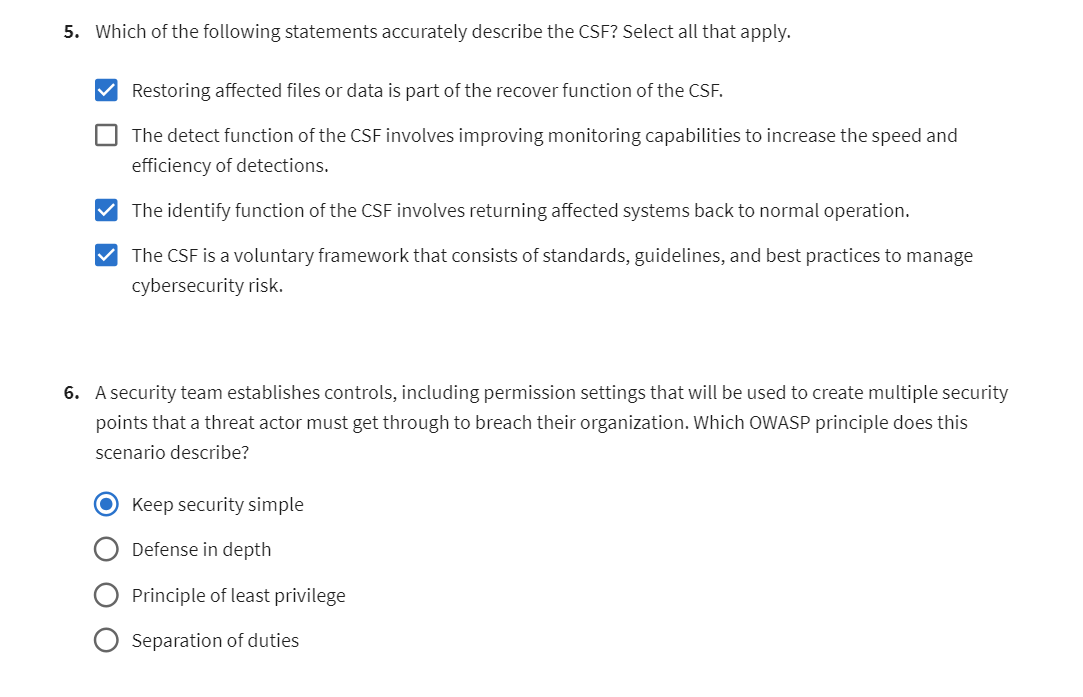 5. Which of the following statements accurately describe the CSF? Select all that apply.
Restoring affected files or data is part of the recover function of the CSF.
The detect function of the CSF involves improving monitoring capabilities to increase the speed and
efficiency of detections.
The identify function of the CSF involves returning affected systems back to normal operation.
The CSF is a voluntary framework that consists of standards, guidelines, and best practices to manage
cybersecurity risk.
6. A security team establishes controls, including permission settings that will be used to create multiple security
points that a threat actor must get through to breach their organization. Which OWASP principle does this
scenario describe?
Keep security simple
Defense in depth
Principle of least privilege
Separation of duties